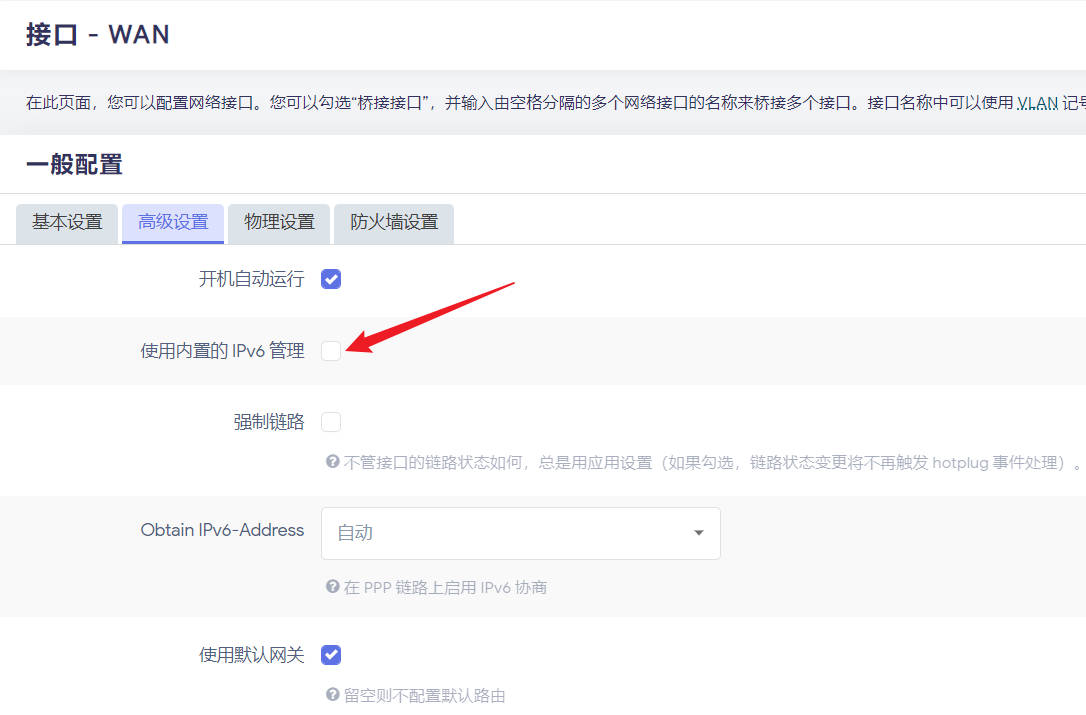 接口 - WAN
在此页面，您可以配置网络接口。您可以勾选“桥接接口”，并输入由空格分隔的多个网络接口的名称来桥接多个接口。接口名称中可以使用 VLAN 记号
一般配置
基本设置 高级设置 物理设置 防火墙设置
开机自动运行
使用内置的 IPv6 管理
强制链路
不管接口的链路状态如何，总是用应用设置（如果勾选，链路状态变更将不再触发 hotplug 事件处理）。
Obtain IPv6-Address 自动
在 PPP 链路上启用 IPv6 协商
使用默认网关
留空则不配置默认路由